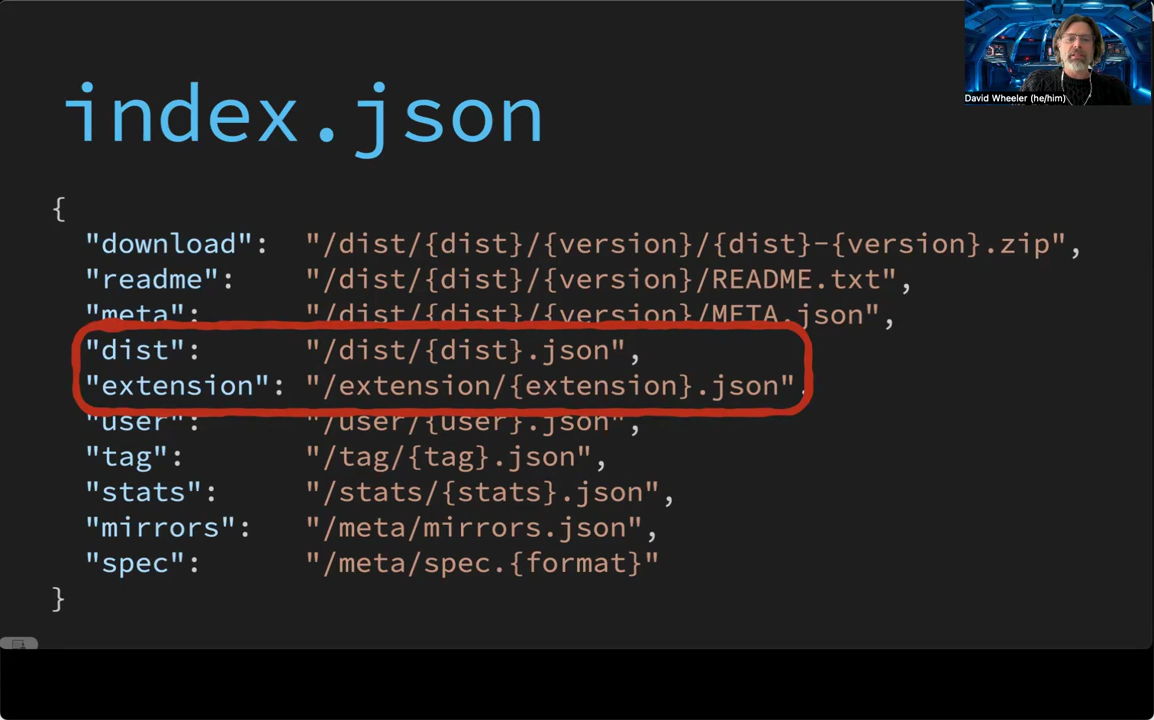 index.json
David Wheeler (he/him)
{
"download": "/dist/{dist}/{version}/{dist}-{version}.zip",
"readme": "/dist/{dist}/{version}/README.txt",
"meta": "/dist/{dist}/{version}/META.json",
"dist": "/dist/{dist}.json",
"extension": "/extension/{extension}.json",
"user": "/user/{user}.json",
"tag": "/tag/{tag}.json",
"stats": "/stats/{stats}.json",
"mirrors": "/meta/mirrors.json",
"spec": "/meta/spec.{format}"
}